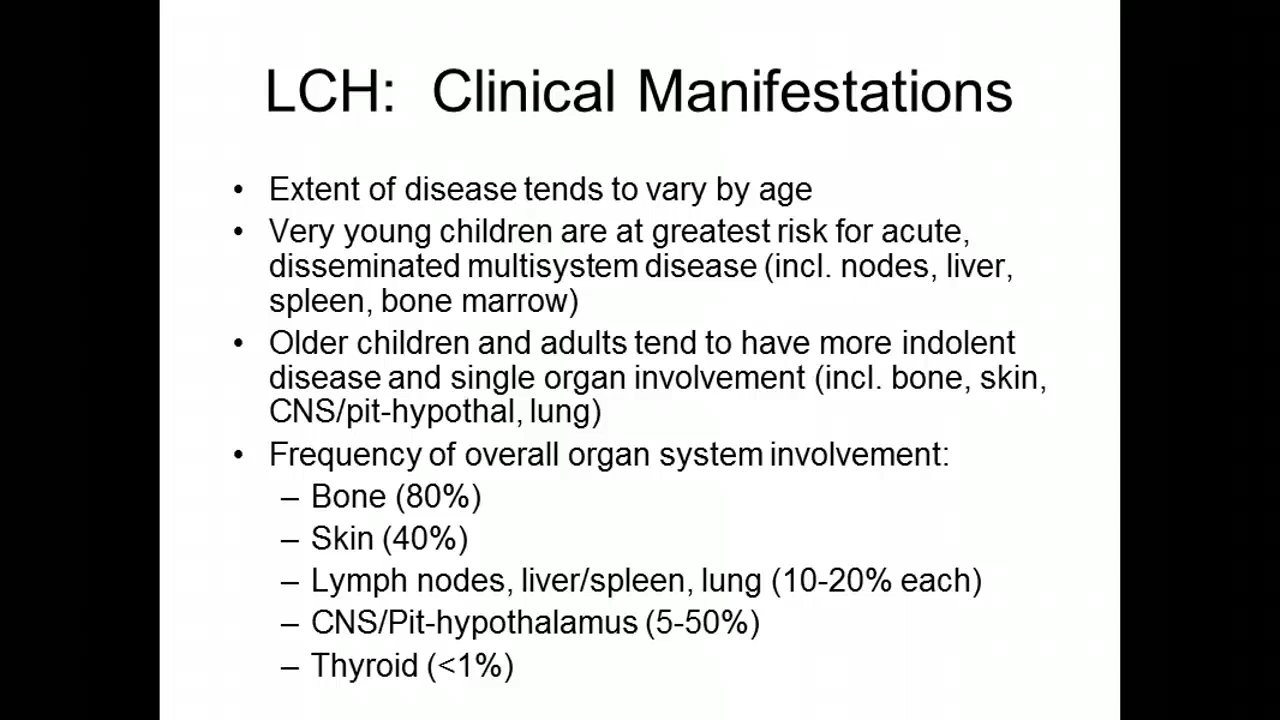 LCH: Clinical Manifestations
• Extent of disease tends to vary by age
• Very young children are at greatest risk for acute,
disseminated multisystem disease (incl. nodes, liver,
spleen, bone marrow)
• Older children and adults tend to have more indolent
disease and single organ involvement (incl. bone, skin,
CNS/pit-hypothal, lung)
• Frequency of overall organ system involvement:
– Bone (80%)
– Skin (40%)
– Lymph nodes, liver/spleen, lung (10-20% each)
– CNS/Pit-hypothalamus (5-50%)
– Thyroid (<1%)